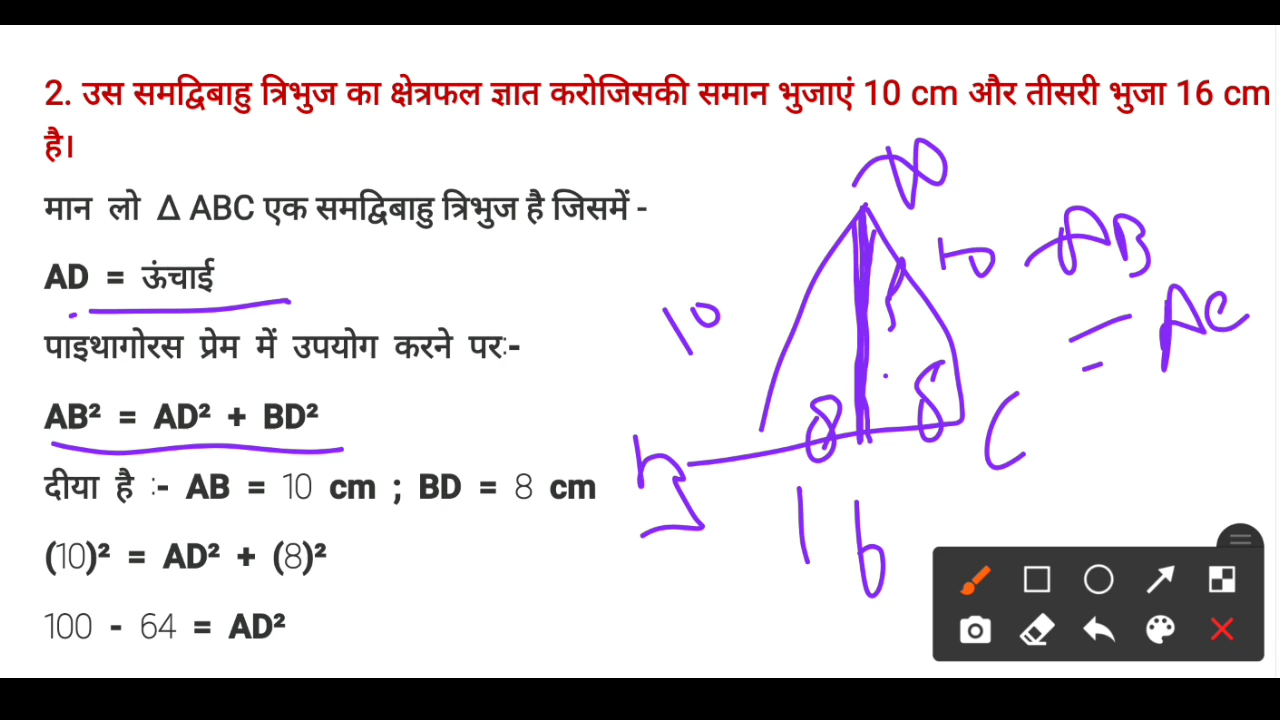 2. उस समद्विबाहु त्रिभुज का क्षेत्रफल ज्ञात करोजिसकी समान भुजाएं 10 cm और तीसरी भुजा 16 cm
है।
मान लो Δ ABC एक समद्विबाहु त्रिभुज है जिसमें -
AD = ऊंचाई
पाइथागोरस प्रेम में उपयोग करने पर:-
AB² = AD² + BD²
दीया है :- AB = 10 cm ; BD = 8 cm
(10)² = AD² + (8)²
100 - 64 = AD²
10
10
AB
= AC
8
8
C
16